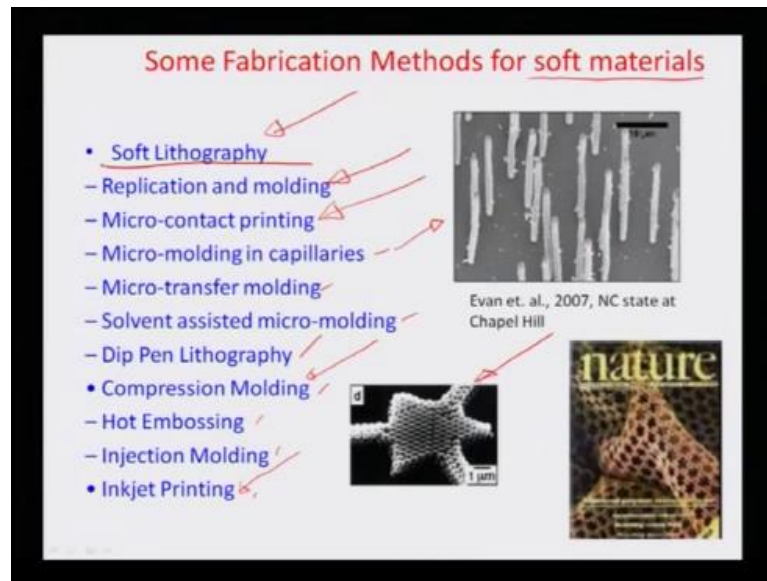 Some Fabrication Methods for soft materials
• Soft Lithography
– Replication and molding
– Micro-contact printing
– Micro-molding in capillaries
– Micro-transfer molding
– Solvent assisted micro-molding
– Dip Pen Lithography
• Compression Molding
– Hot Embossing
– Injection Molding
• Inkjet Printing
Evan et. al., 2007, NC state at
Chapel Hill
nature
d
1 μm